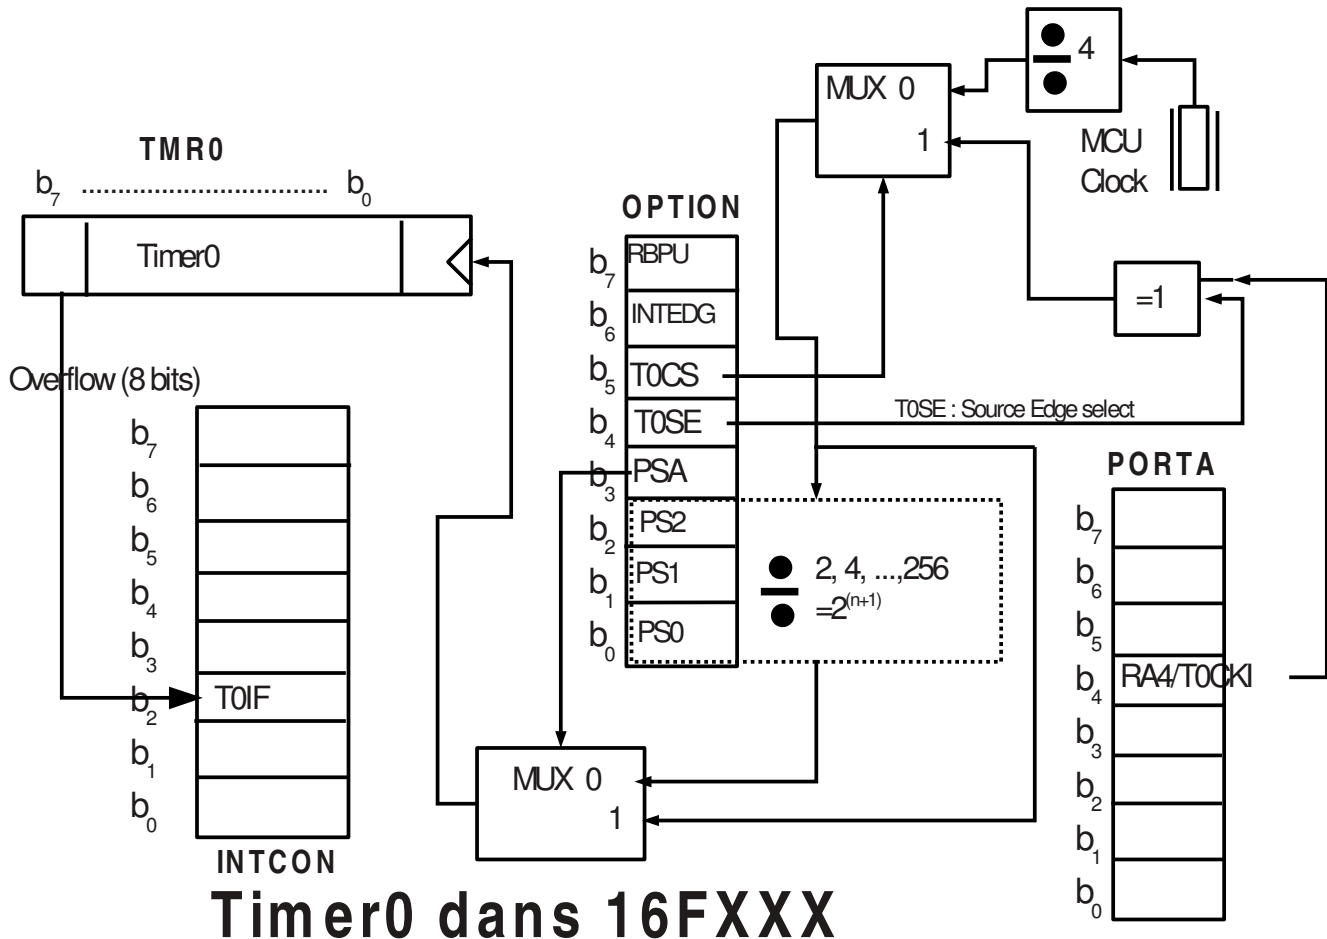 4
MUX 0
1
MCU
Clock
TMR0
b7 .................................. b0
OPTION
b7 RBPU
b6 INTEDG
b5 T0CS
b4 T0SE
b3 PSA
b2 PS2
b1 PS1
b0 PS0
Timer0
=1
Overflow (8 bits)
T0SE : Source Edge select
2, 4, ...,256
=2(n+1)
b7
b6
b5
b4
b3
b2 T0IF
b1
b0
INTCON
PORTA
b7
b6
b5
b4 RA4/T0CKI
b3
b2
b1
b0
MUX 0
1
Timer0 dans 16FXXX